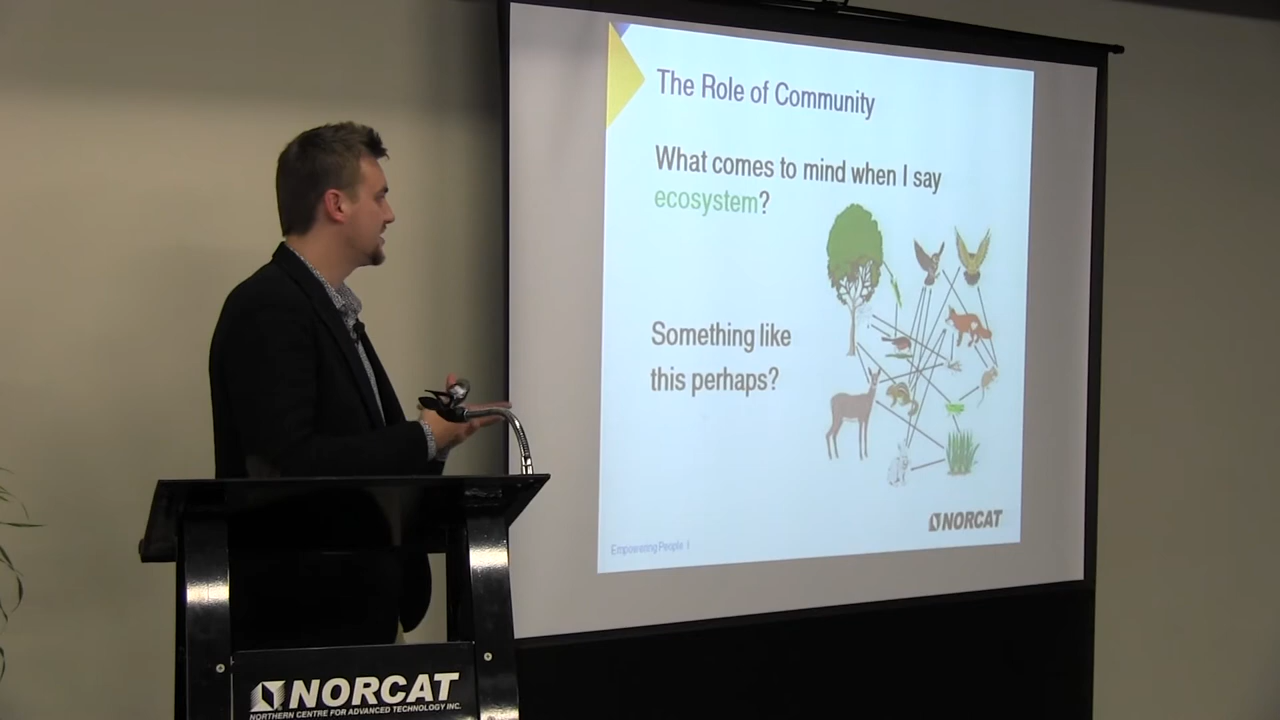 The Role of Community
What comes to mind when I say
ecosystem?
Something like
this perhaps?
NORCAT
Empowering People |
NORCAT
NORTHERN CENTRE FOR ADVANCED TECHNOLOGY INC.